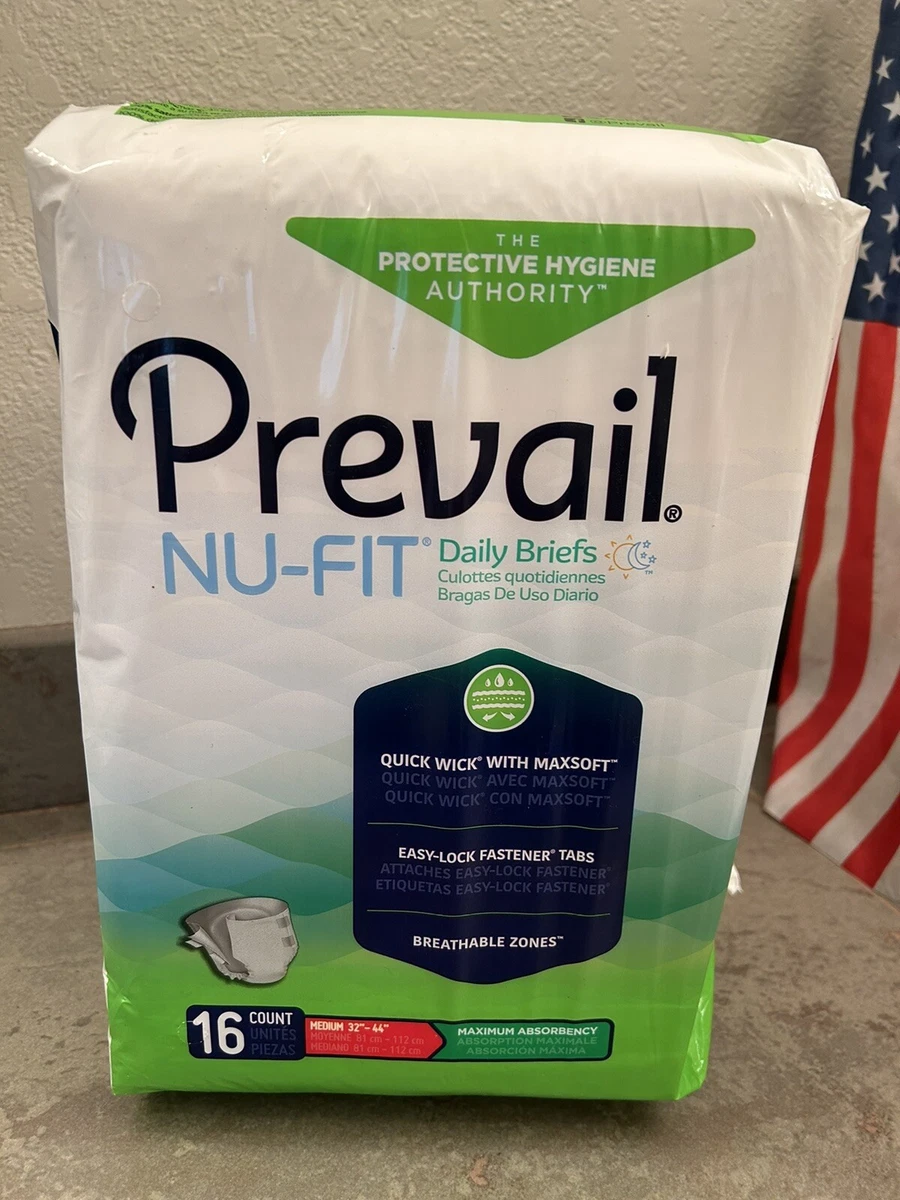 THE
PROTECTIVE HYGIENE
AUTHORITY™
Prevail®
NU-FIT® Daily Briefs
Culottes quotidiennes
Bragas De Uso Diario
QUICK WICK® WITH MAXSOFT™
QUICK WICK® AVEC MAXSOFT™
QUICK WICK® CON MAXSOFT™
EASY-LOCK FASTENER® TABS
ATTACHES EASY-LOCK FASTENER®
ETIQUETAS EASY-LOCK FASTENER®
BREATHABLE ZONES™
16 COUNT
UNITÉS
PIEZAS
MEDIUM 32"-44"
MOYENNE 81 cm - 112 cm
MEDIANO 81 cm - 112 cm
MAXIMUM ABSORBENCY
ABSORPTION MAXIMALE
ABSORCIÓN MÁXIMA